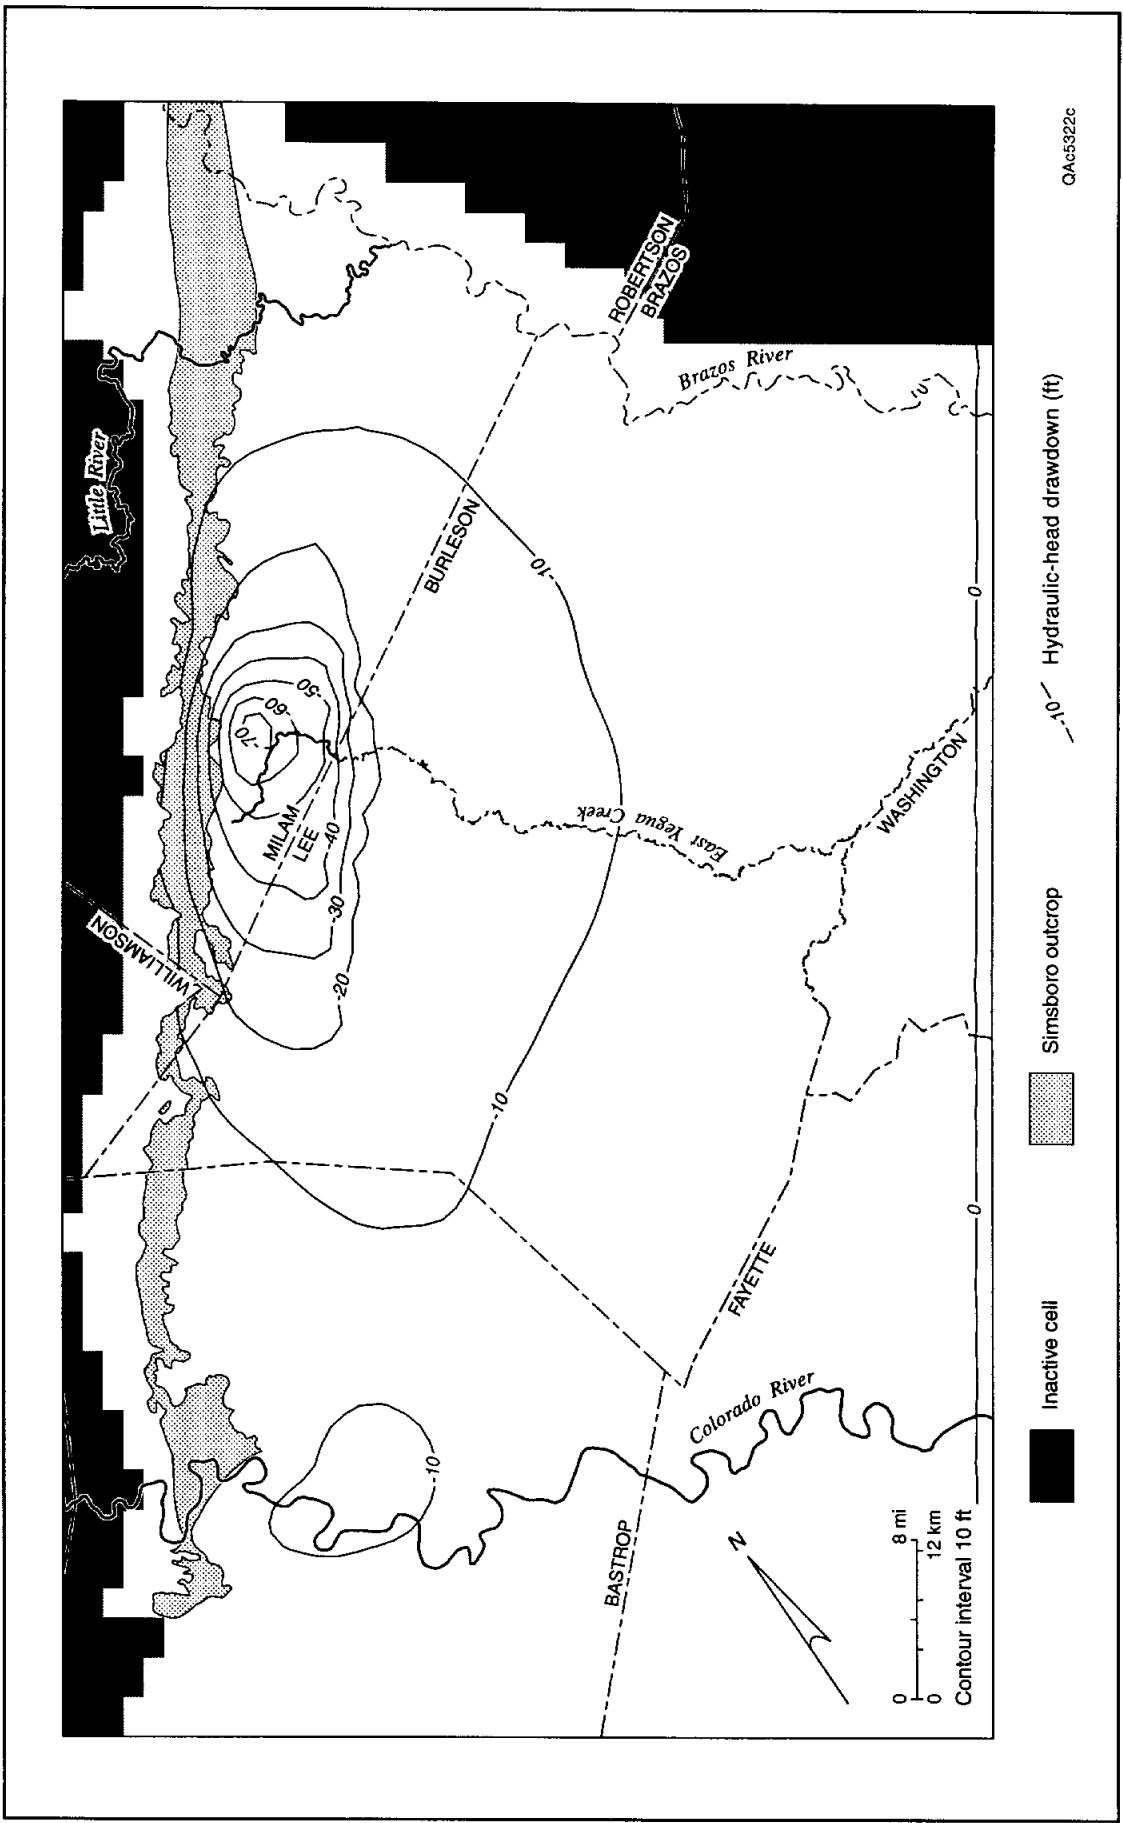 Little River
WILLIAMSON
MILAM
LEE
BURLESON
ROBERTSON
BRAZOS
Brazos River
East Yegua Creek
WASHINGTON
FAYETTE
BASTROP
Colorado River
-70
-60
-50
-40
-30
-20
-10
-10
-10
0
0
N
0 8 mi
0 12 km
Contour interval 10 ft
Inactive cell
Simsboro outcrop
-10 Hydraulic-head drawdown (ft)
QAc5322c